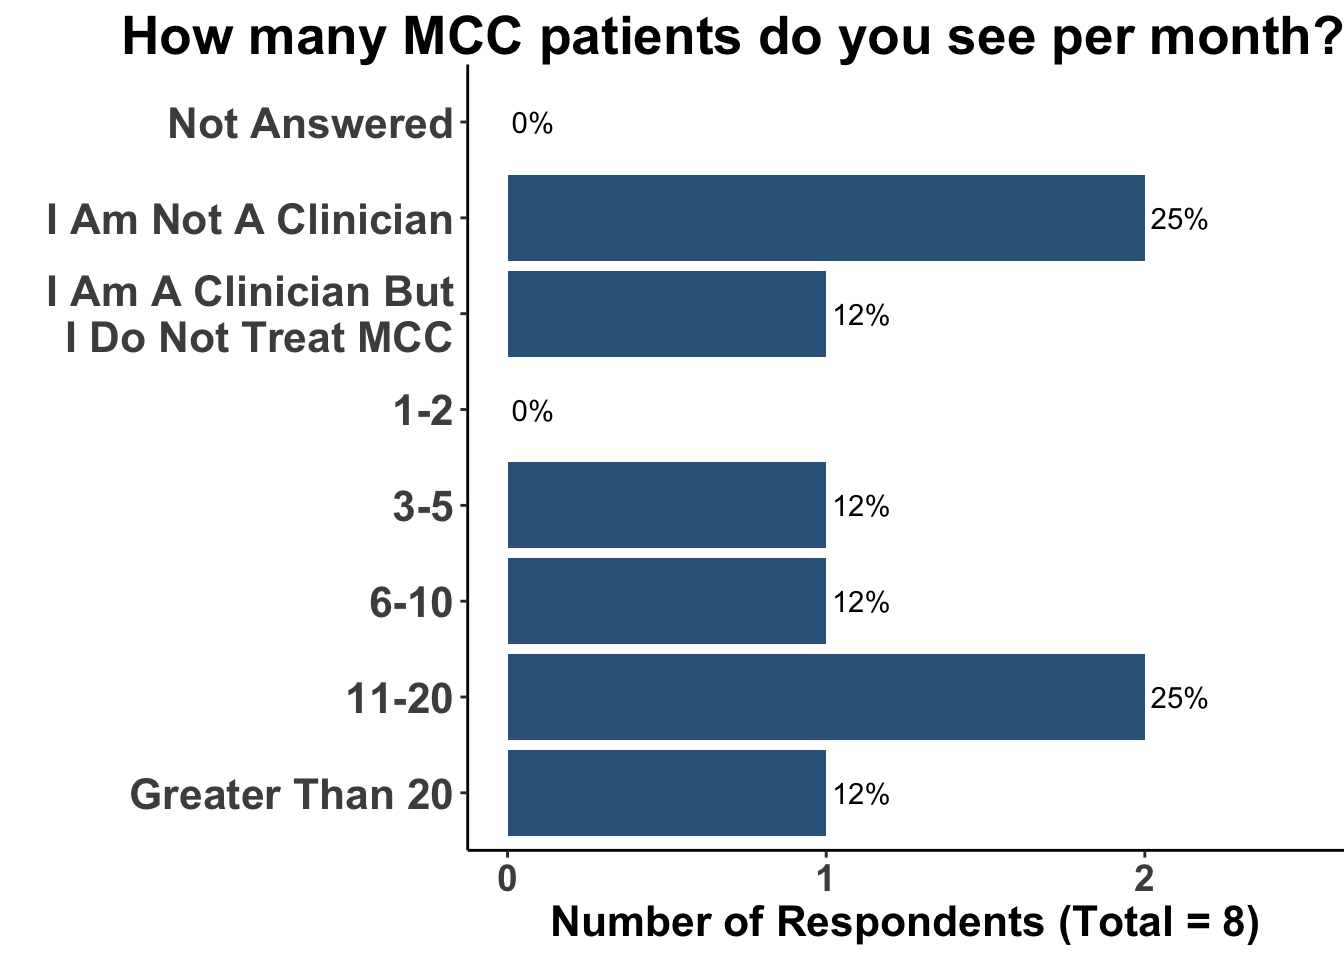 How many MCC patients do you see per month?
Not Answered
0%
I Am Not A Clinician
25%
I Am A Clinician But
I Do Not Treat MCC
12%
1-2
0%
3-5
12%
6-10
12%
11-20
25%
Greater Than 20
12%
0 1 2
Number of Respondents (Total = 8)